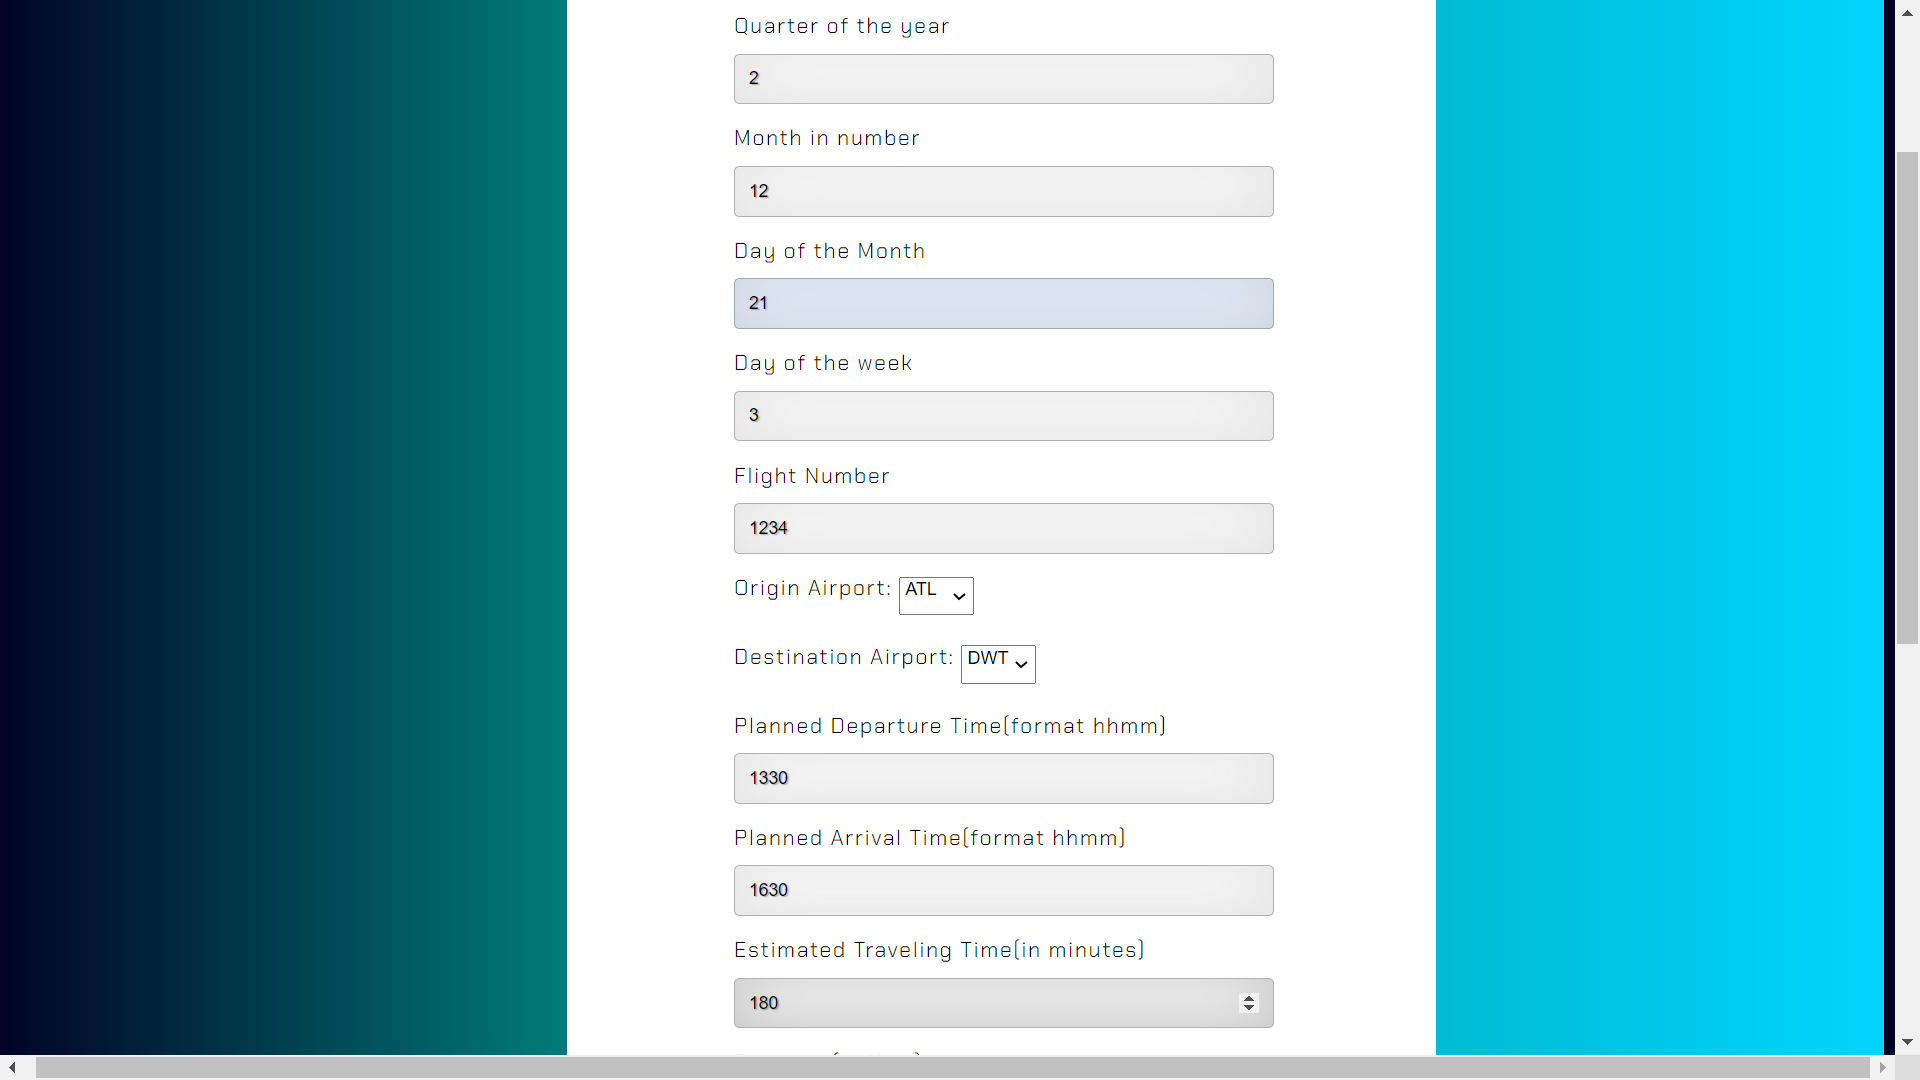 Quarter of the year
2
Month in number
12
Day of the Month
21
Day of the week
3
Flight Number
1234
Origin Airport: ATL
Destination Airport: DWT
Planned Departure Time(format hhmm)
1330
Planned Arrival Time(format hhmm)
1630
Estimated Traveling Time(in minutes)
180